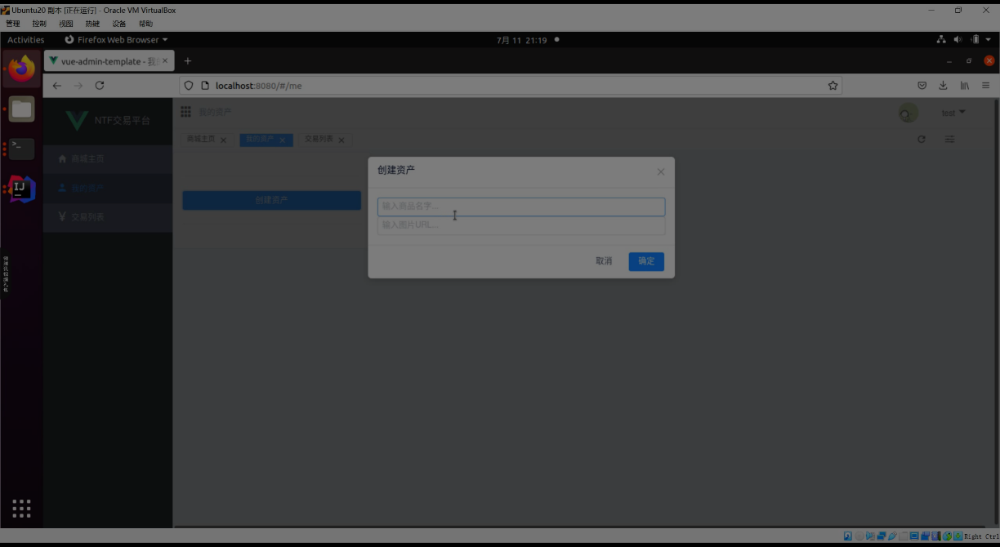 Ubuntu20 副本 [正在运行] - Oracle VM VirtualBox
管理 控制 视图 热键 设备 帮助
Activities Firefox Web Browser 7月 11 21:19
vue-admin-template - 我
localhost:8080/#/me
NTF交易平台
我的资产
test
商城主页 我的资产 交易列表
商城主页
我的资产
交易列表
创建资产
创建资产
输入商品名字...
输入图片URL...
取消 确定
IJ
Right Ctrl